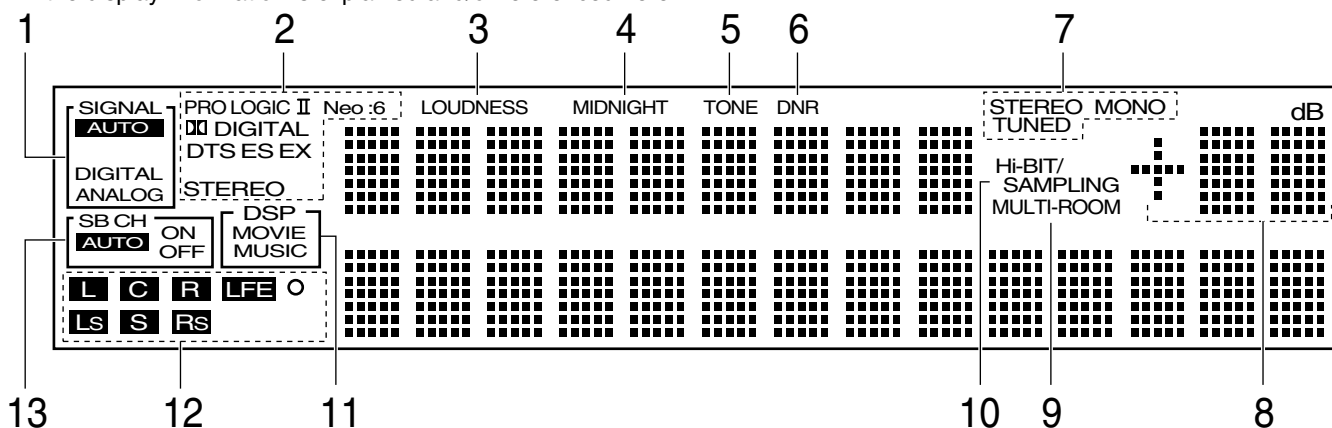 1 2 3 4 5 6 7
SIGNAL
AUTO
DIGITAL
ANALOG
PRO LOGIC II Neo :6
DIGITAL
DTS ES EX
STEREO
LOUDNESS MIDNIGHT TONE DNR
STEREO MONO
TUNED
dB
Hi-BIT/
SAMPLING
MULTI-ROOM
SB CH
AUTO ON
OFF
DSP
MOVIE
MUSIC
L C R LFE
Ls S Rs
13 12 11 10 9 8